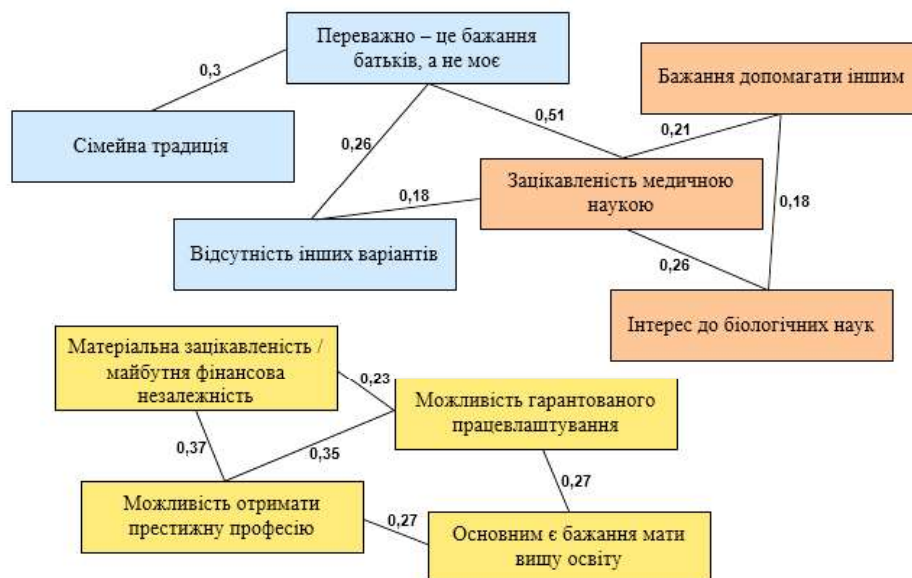 Переважно – це бажання
батьків, а не моє
Бажання допомагати іншим
0,3
0,51
0,21
Сімейна традиція
0,26
Зацікавленість медичною
наукою
0,18
0,18
Відсутність інших варіантів
0,26
Інтерес до біологічних наук
Матеріальна зацікавленість /
майбутня фінансова
незалежність
0,23
Можливість гарантованого
працевлаштування
0,37
0,35
0,27
Можливість отримати
престижну професію
0,27
Основним є бажання мати
вищу освіту